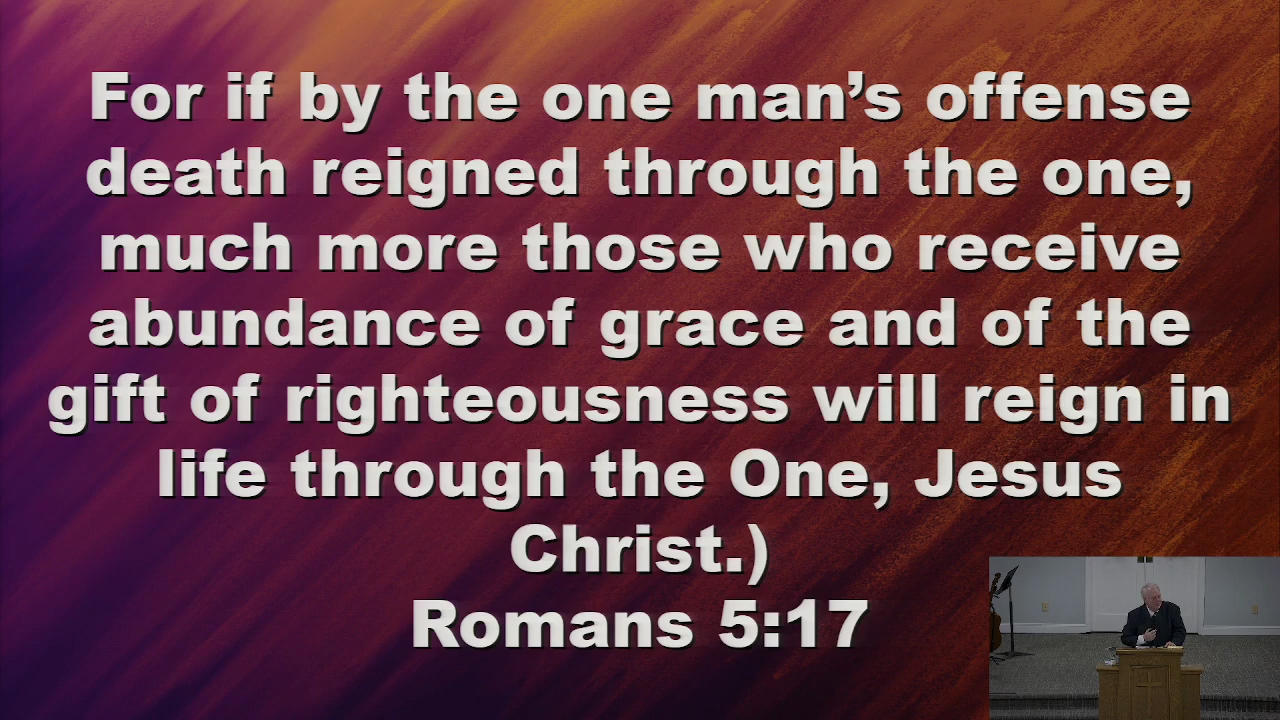 For if by the one man’s offense
death reigned through the one,
much more those who receive
abundance of grace and of the
gift of righteousness will reign in
life through the One, Jesus
Christ.)
Romans 5:17